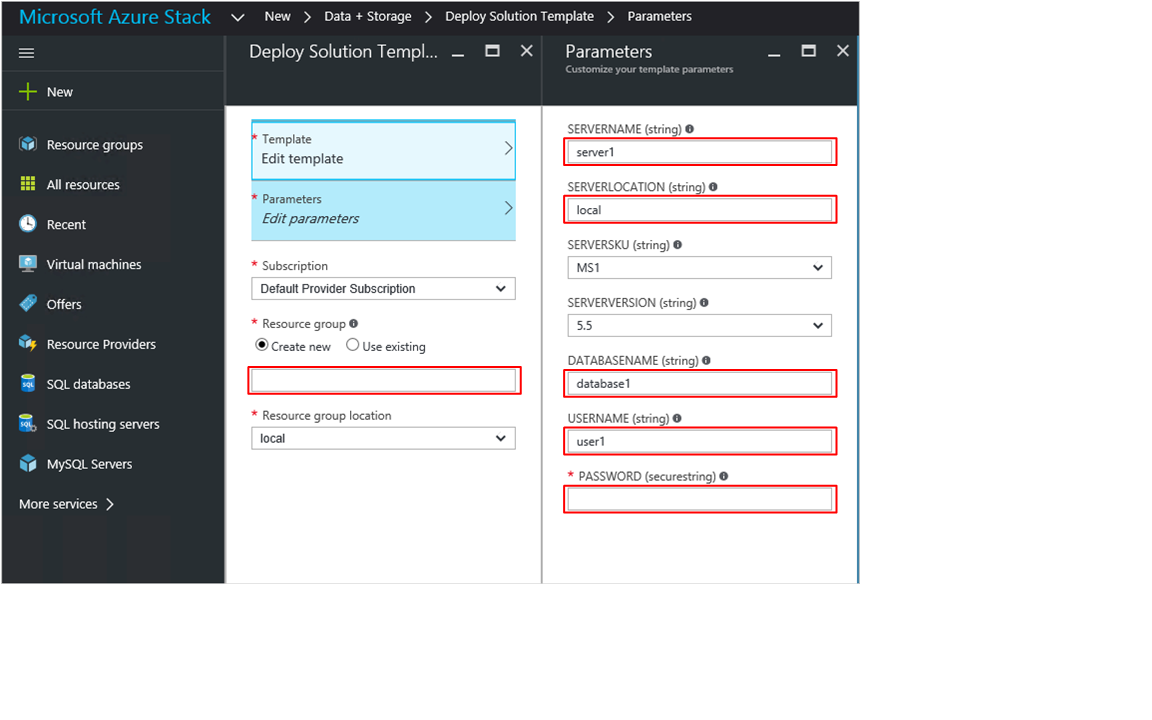 Microsoft Azure Stack
New > Data + Storage > Deploy Solution Template > Parameters
New
Resource groups
All resources
Recent
Virtual machines
Offers
Resource Providers
SQL databases
SQL hosting servers
MySQL Servers
More services >
Deploy Solution Templ...
* Template
Edit template
* Parameters
Edit parameters
* Subscription
Default Provider Subscription
* Resource group
Create new Use existing
* Resource group location
local
Parameters
Customize your template parameters
SERVERNAME (string)
server1
SERVERLOCATION (string)
local
SERVERSKU (string)
MS1
SERVERVERSION (string)
5.5
DATABASENAME (string)
database1
USERNAME (string)
user1
* PASSWORD (securestring)